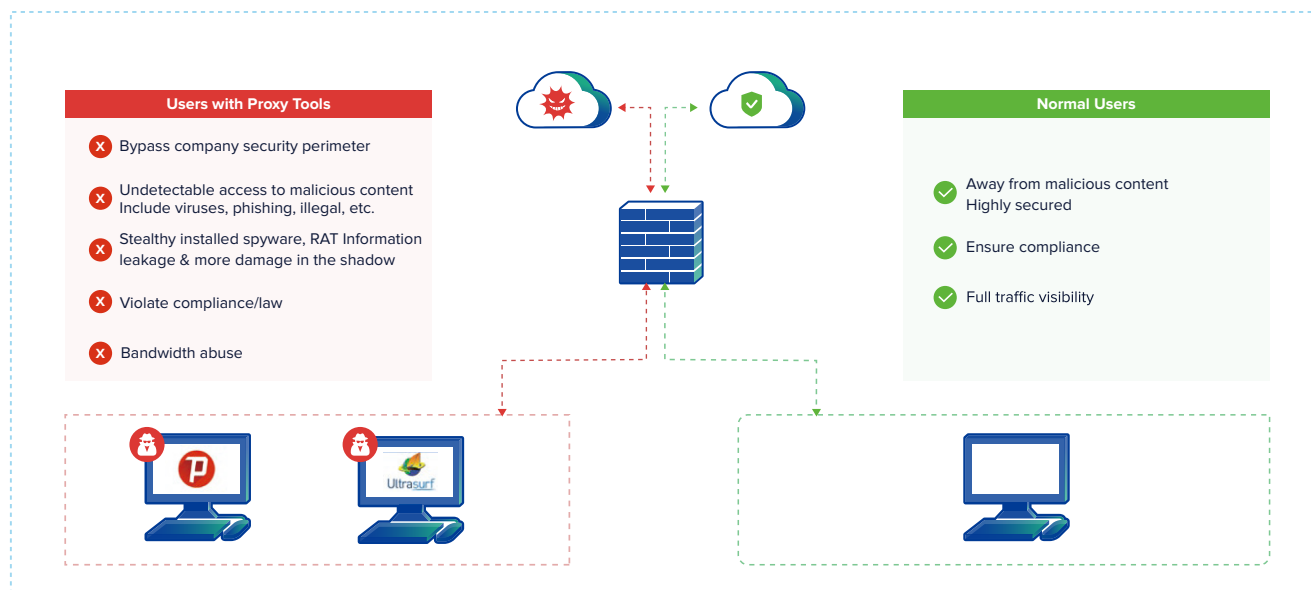 Users with Proxy Tools
X Bypass company security perimeter
X Undetectable access to malicious content
Include viruses, phishing, illegal, etc.
X Stealthy installed spyware, RAT Information
leakage & more damage in the shadow
X Violate compliance/law
X Bandwidth abuse
Normal Users
Away from malicious content
Highly secured
Ensure compliance
Full traffic visibility
P
Ultrasurf